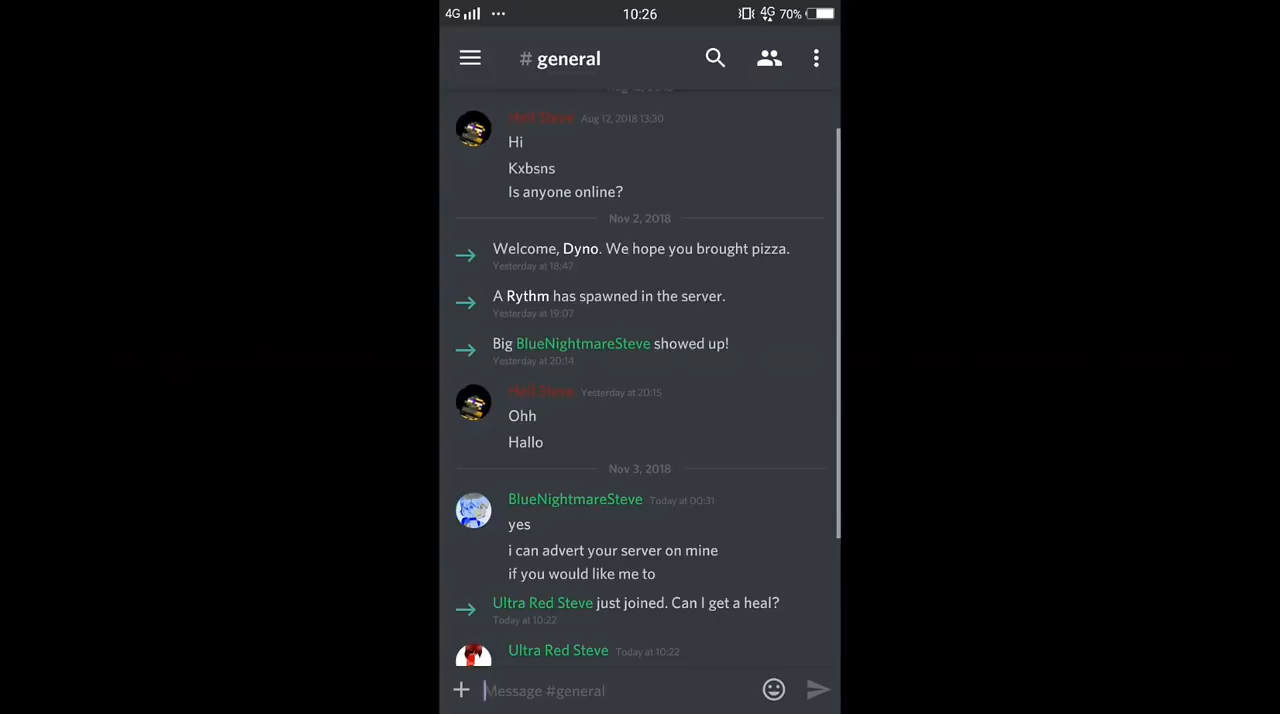 4G 10:26 4G 70%
# general
Hell Steve Aug 12, 2018 13:30
Hi
Kxbsns
Is anyone online?
Nov 2, 2018
Welcome, Dyno. We hope you brought pizza.
Yesterday at 18:47
A Rythm has spawned in the server.
Yesterday at 19:07
Big BlueNightmareSteve showed up!
Yesterday at 20:14
Hell Steve Yesterday at 20:15
Ohh
Hallo
Nov 3, 2018
BlueNightmareSteve Today at 00:31
yes
i can advert your server on mine
if you would like me to
Ultra Red Steve just joined. Can I get a heal?
Today at 10:22
Ultra Red Steve Today at 10:22
Message #general